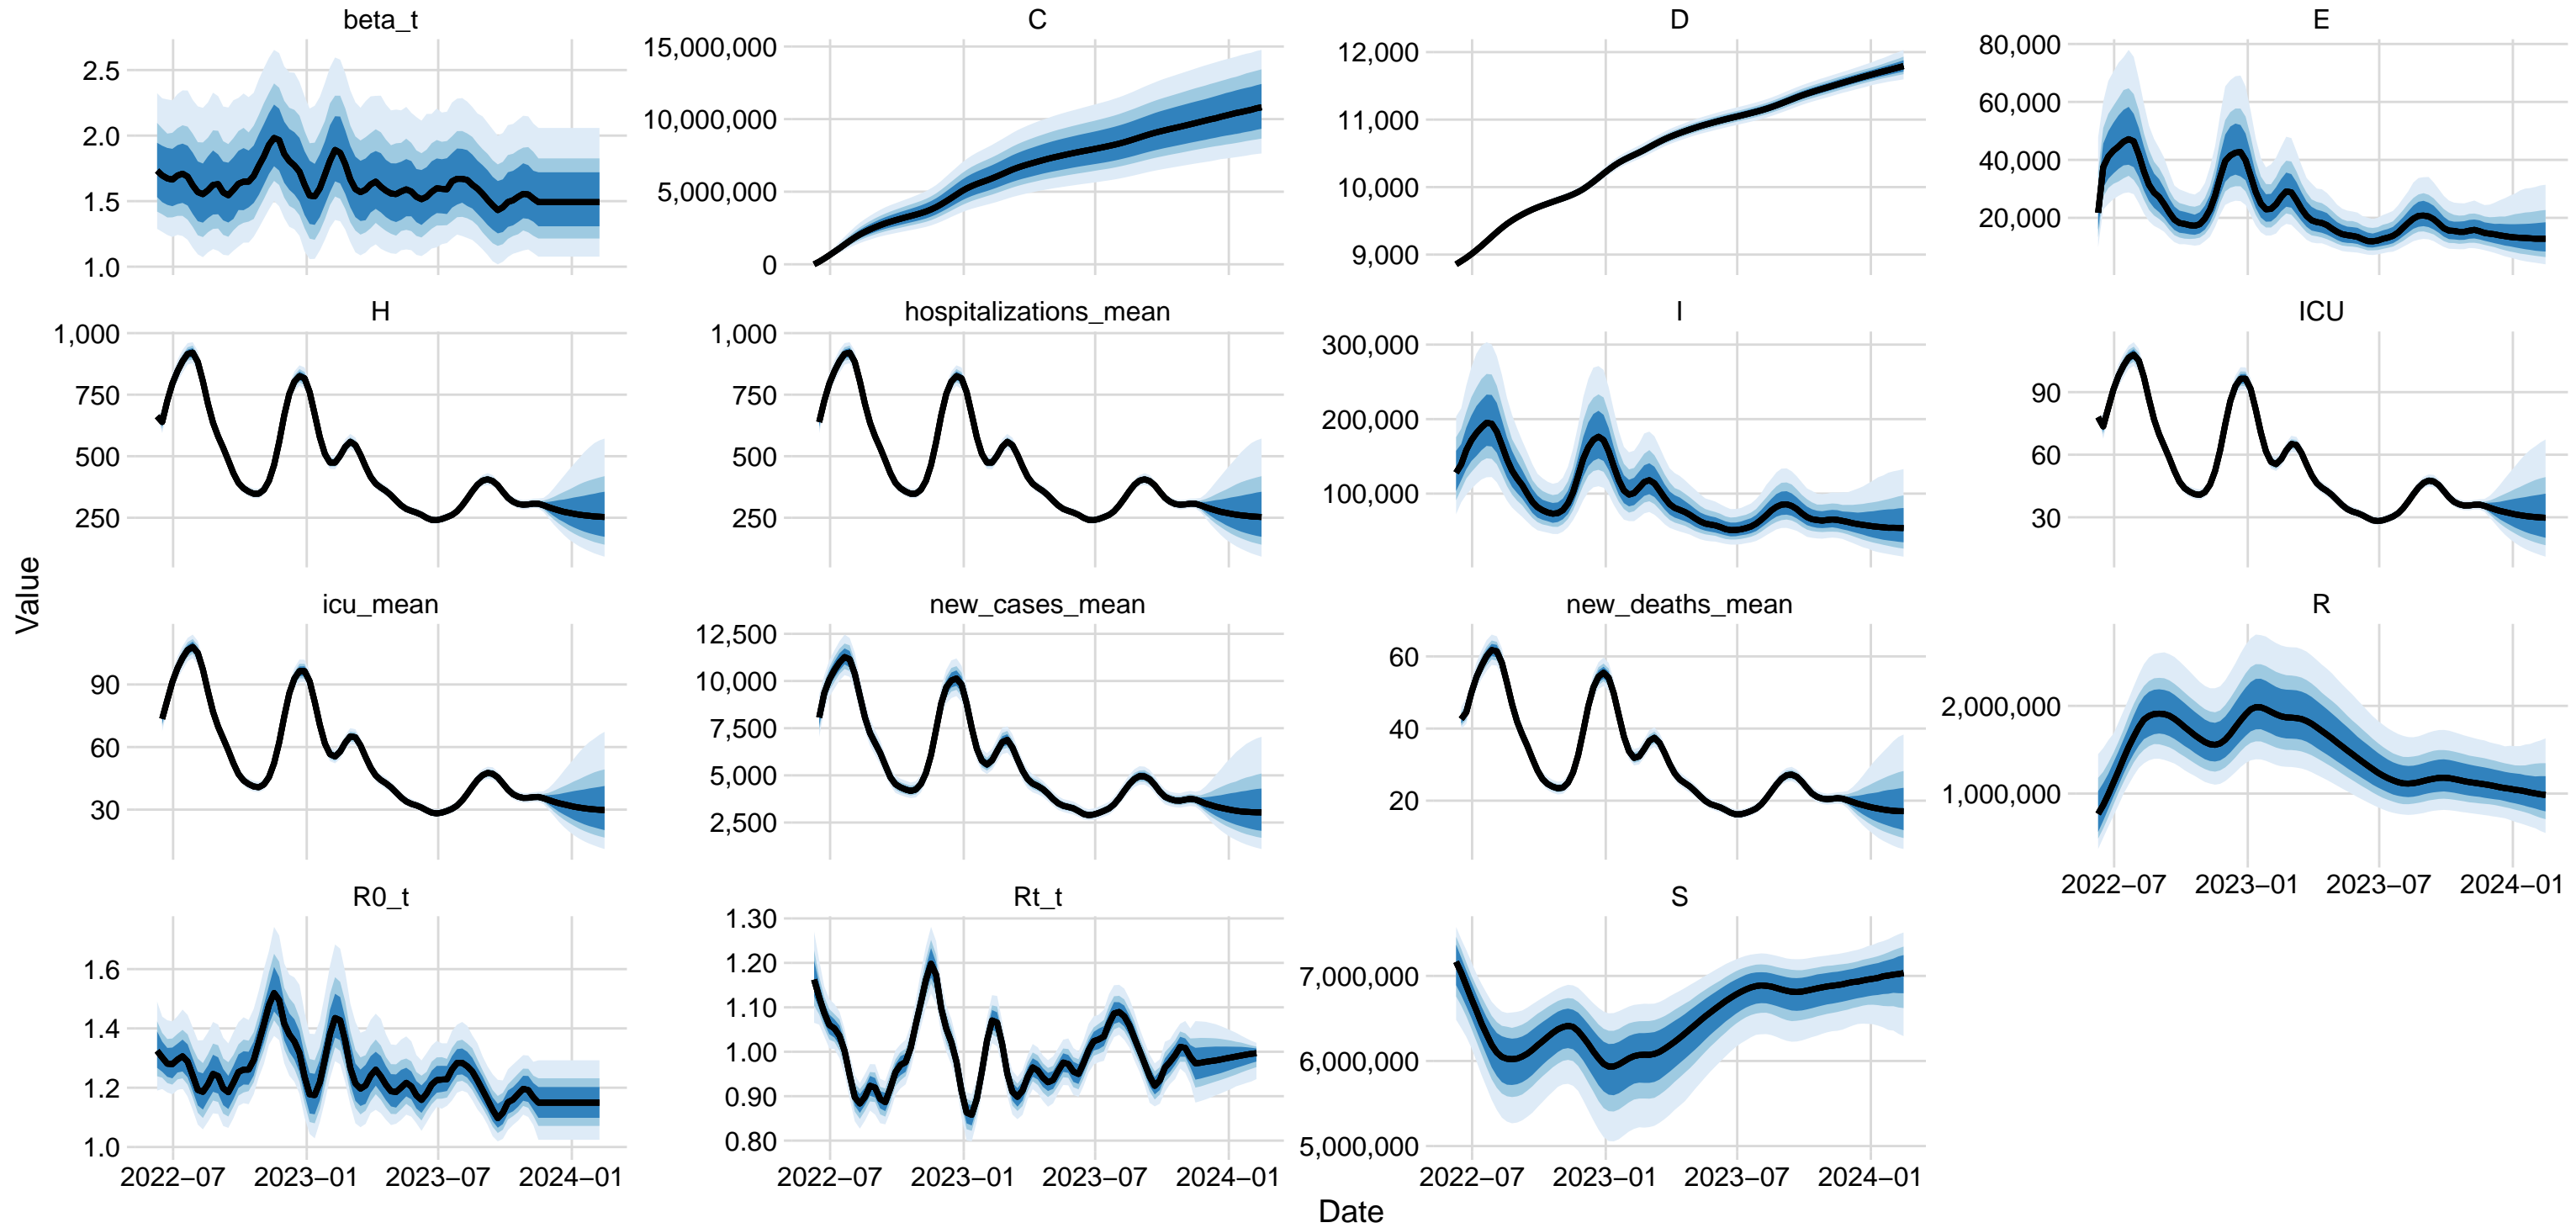 beta_t
C
D
E
2.5
2.0
1.5
1.0
15,000,000
10,000,000
5,000,000
0
12,000
11,000
10,000
9,000
80,000
60,000
40,000
20,000
H
hospitalizations_mean
I
ICU
1,000
750
500
250
1,000
750
500
250
300,000
200,000
100,000
90
60
30
Value
icu_mean
new_cases_mean
new_deaths_mean
R
90
60
30
12,500
10,000
7,500
5,000
2,500
60
40
20
2,000,000
1,000,000
2022−07 2023−01 2023−07 2024−01
R0_t
Rt_t
S
1.6
1.4
1.2
1.0
1.30
1.20
1.10
1.00
0.90
0.80
7,000,000
6,000,000
5,000,000
2022−07 2023−01 2023−07 2024−01
2022−07 2023−01 2023−07 2024−01
2022−07 2023−01 2023−07 2024−01
Date